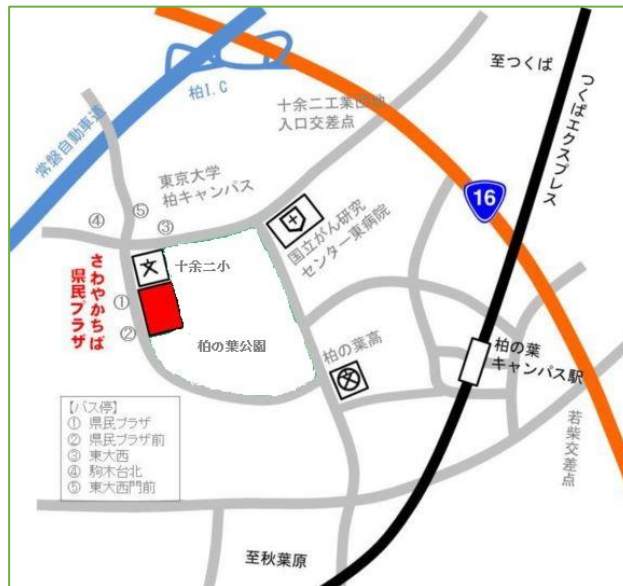 至つくば
つくばエクスプレス
柏I.C
常磐自動車道
十余二工業団地
入口交差点
16
東京大学
柏キャンパス
国立がん研究
センター東病院
④
⑤
③
十余二小
さわやかちば
県民プラザ
①
②
柏の葉公園
柏の葉高
柏の葉
キャンパス駅
若柴交差点
【バス停】
① 県民プラザ
② 県民プラザ前
③ 東大西
④ 駒木台北
⑤ 東大西門前
至秋葉原